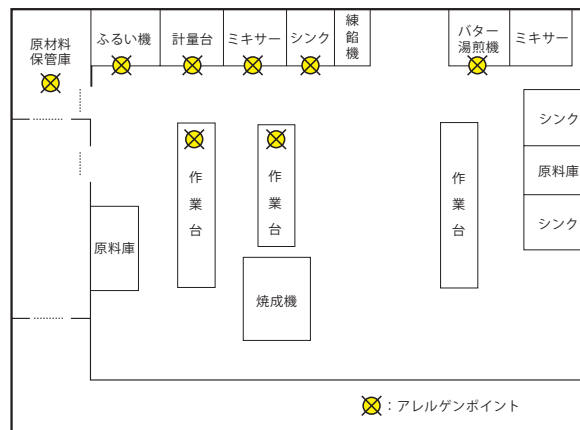 原材料
保管庫
ふるい機
計量台
ミキサー
シンク
練餡機
バター
湯煎機
ミキサー
シンク
原料庫
シンク
作業台
作業台
作業台
原料庫
焼成機
：アレルゲンポイント